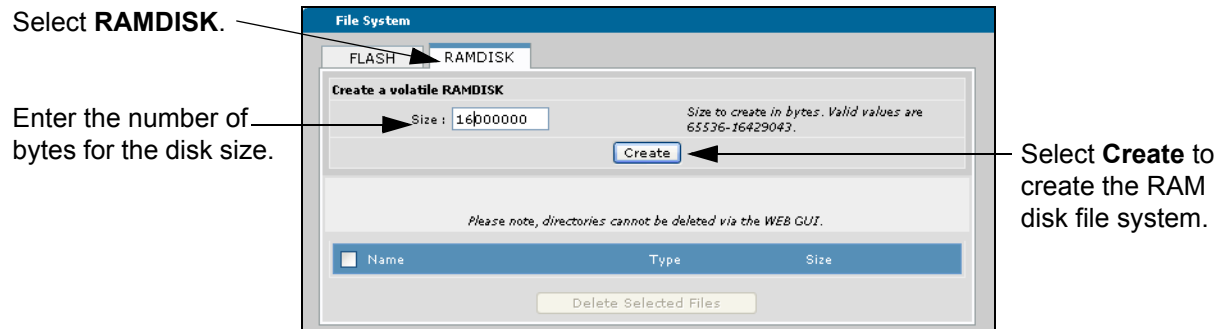 Select RAMDISK.
File System
FLASH
RAMDISK
Create a volatile RAMDISK
Enter the number of
bytes for the disk size.
Size : 16000000
Size to create in bytes. Valid values are
65536-16429043.
Create
Select Create to
create the RAM
disk file system.
Please note, directories cannot be deleted via the WEB GUI.
Name Type Size
Delete Selected Files